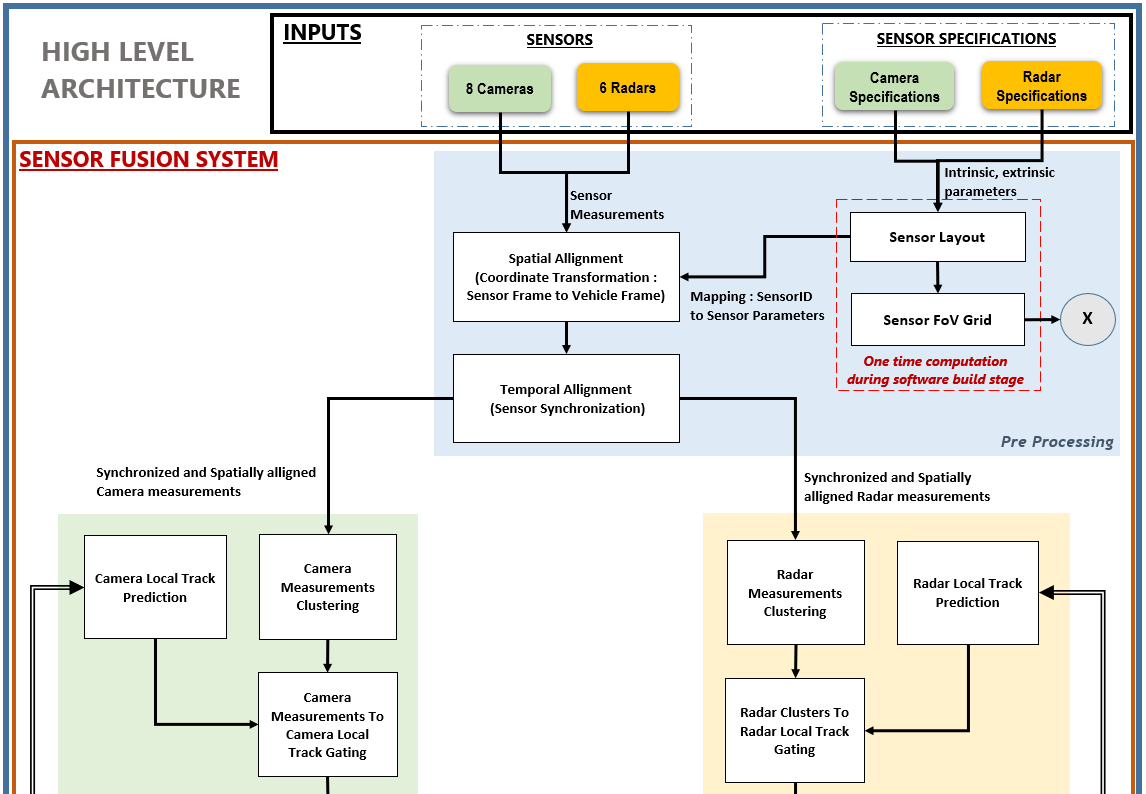 HIGH LEVEL
ARCHITECTURE
INPUTS
SENSORS
8 Cameras
6 Radars
SENSOR SPECIFICATIONS
Camera
Specifications
Radar
Specifications
SENSOR FUSION SYSTEM
Sensor
Measurements
Intrinsic, extrinsic
parameters
Spatial Allignment
(Coordinate Transformation :
Sensor Frame to Vehicle Frame)
Sensor Layout
Mapping : SensorID
to Sensor Parameters
Sensor FoV Grid
X
One time computation
during software build stage
Temporal Allignment
(Sensor Synchronization)
Pre Processing
Synchronized and Spatially alligned
Camera measurements
Synchronized and Spatially
alligned Radar measurements
Camera Local Track
Prediction
Camera
Measurements
Clustering
Radar
Measurements
Clustering
Radar Local Track
Prediction
Camera
Measurements To
Camera Local
Track Gating
Radar Clusters To
Radar Local Track
Gating